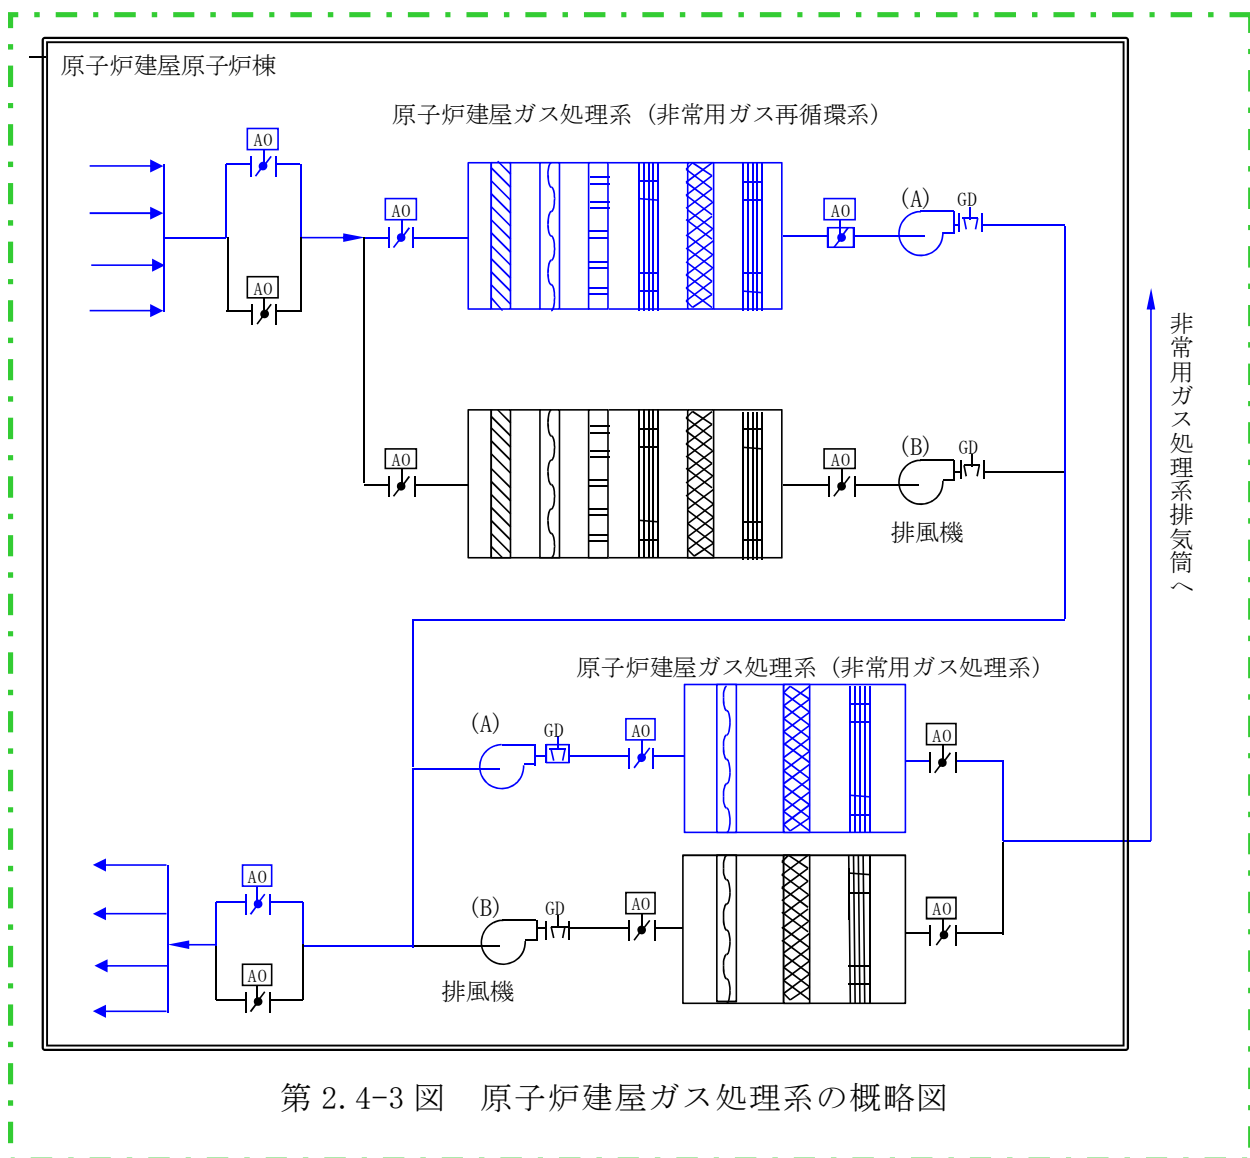 原子炉建屋原子炉棟
原子炉建屋ガス処理系（非常用ガス再循環系）
AO
AO
AO
AO
(A)
GD
AO
AO
(B)
GD
排風機
非常用ガス処理系排気筒へ
原子炉建屋ガス処理系（非常用ガス処理系）
(A)
GD
AO
AO
AO
(B)
GD
AO
AO
AO
排風機
第 2.4-3 図　原子炉建屋ガス処理系の概略図